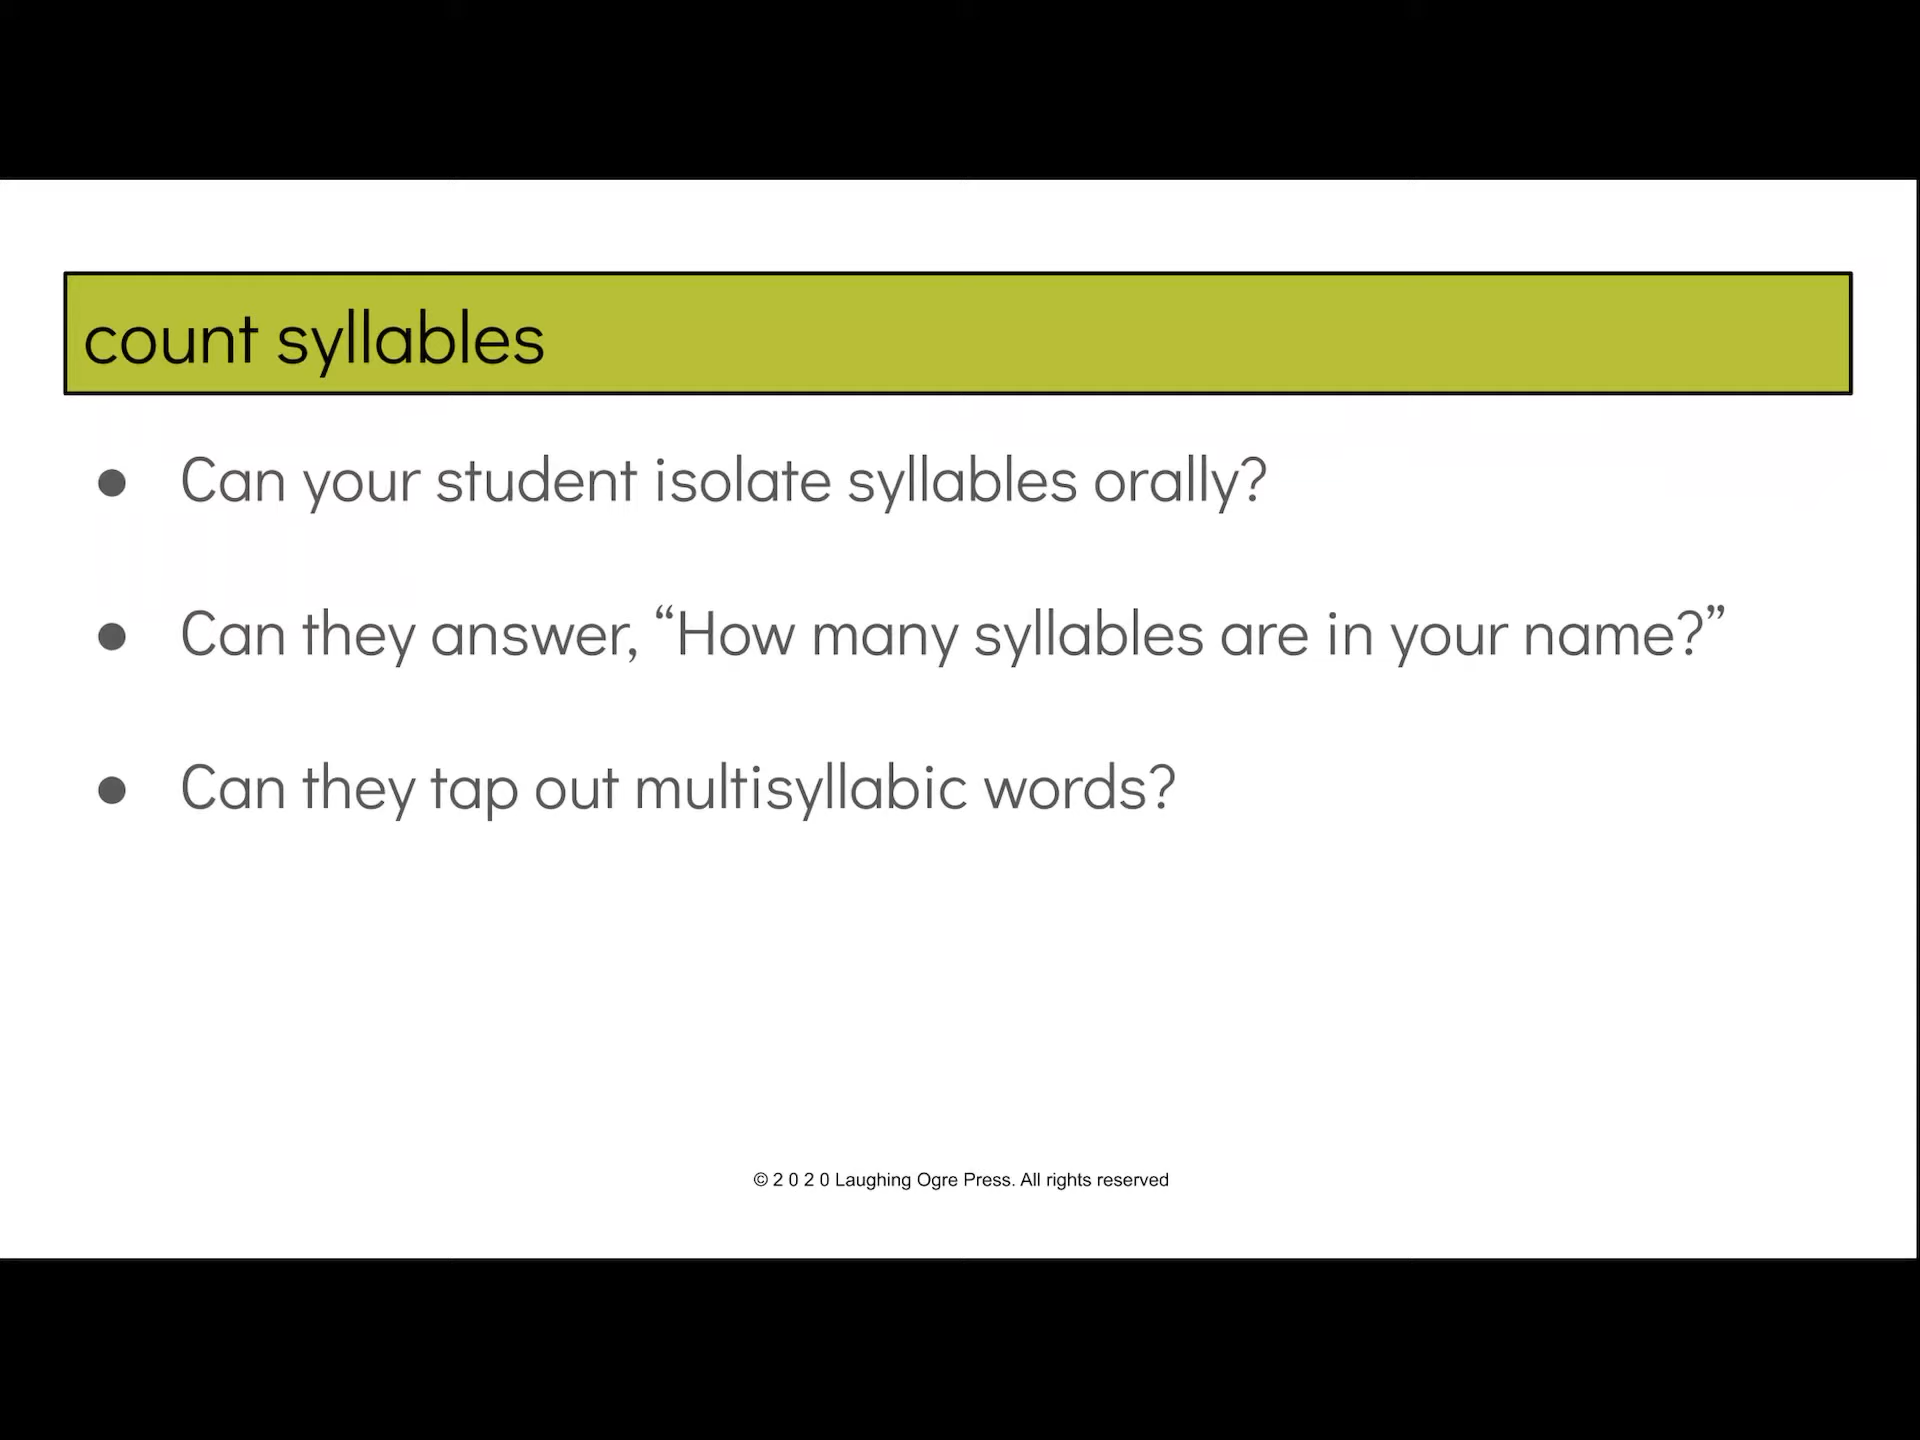 count syllables
● Can your student isolate syllables orally?
● Can they answer, “How many syllables are in your name?”
● Can they tap out multisyllabic words?
© 2 0 2 0 Laughing Ogre Press. All rights reserved